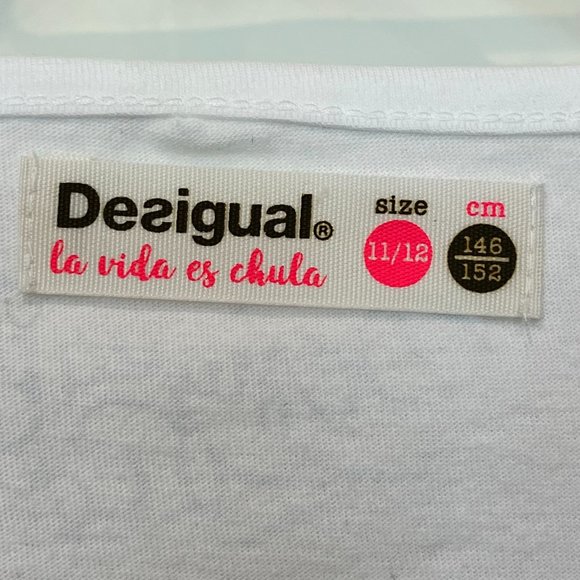 Desigual®
la vida es chula
size
11/12
cm
146
152